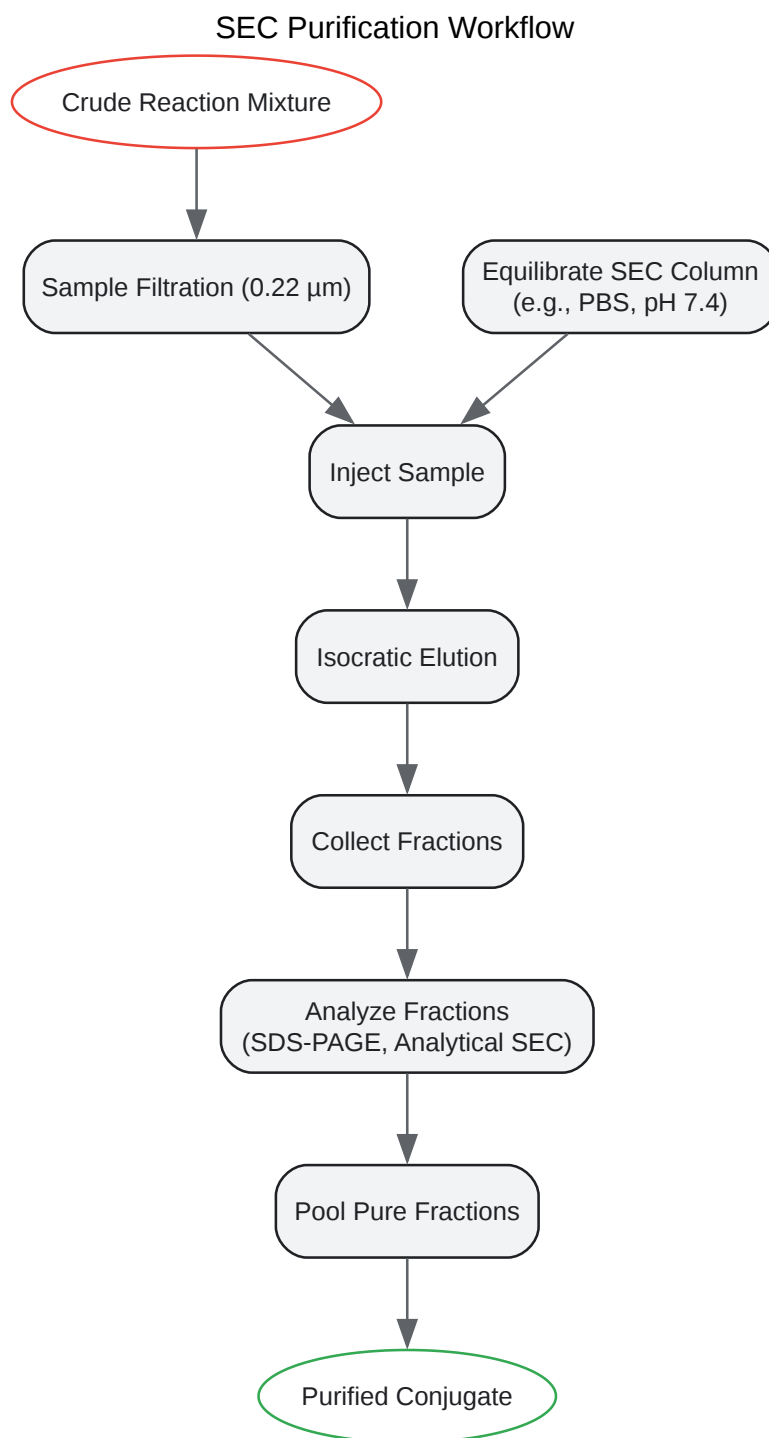 SEC Purification Workflow
Crude Reaction Mixture
Sample Filtration (0.22 µm)
Equilibrate SEC Column
(e.g., PBS, pH 7.4)
Inject Sample
Isocratic Elution
Collect Fractions
Analyze Fractions
(SDS-PAGE, Analytical SEC)
Pool Pure Fractions
Purified Conjugate